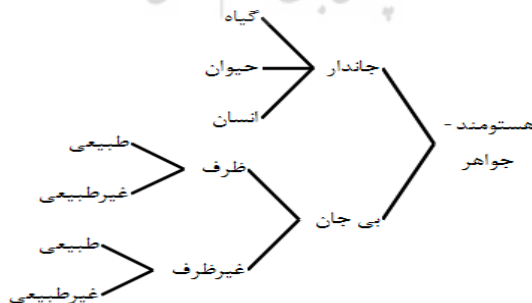 هستومند -
جواهر
جاندار
گیاه
حیوان
انسان
بی جان
ظرف
طبیعی
غیرطبیعی
غیرظرف
طبیعی
غیرطبیعی